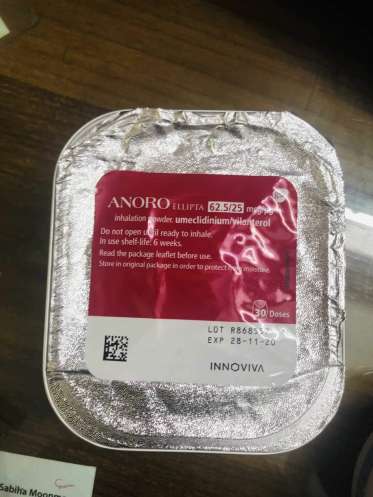 ANORO ELLIPTA 62.5/25
inhalation powder. umeclidinium/vilanterol
Do not open until ready to inhale.
In use shelf-life: 6 weeks.
Read the package leaflet before use.
Store in original package in order to protect from moisture.
30 Doses
LOT
EXP 28-11-20
INNOVIVA
Sabiha